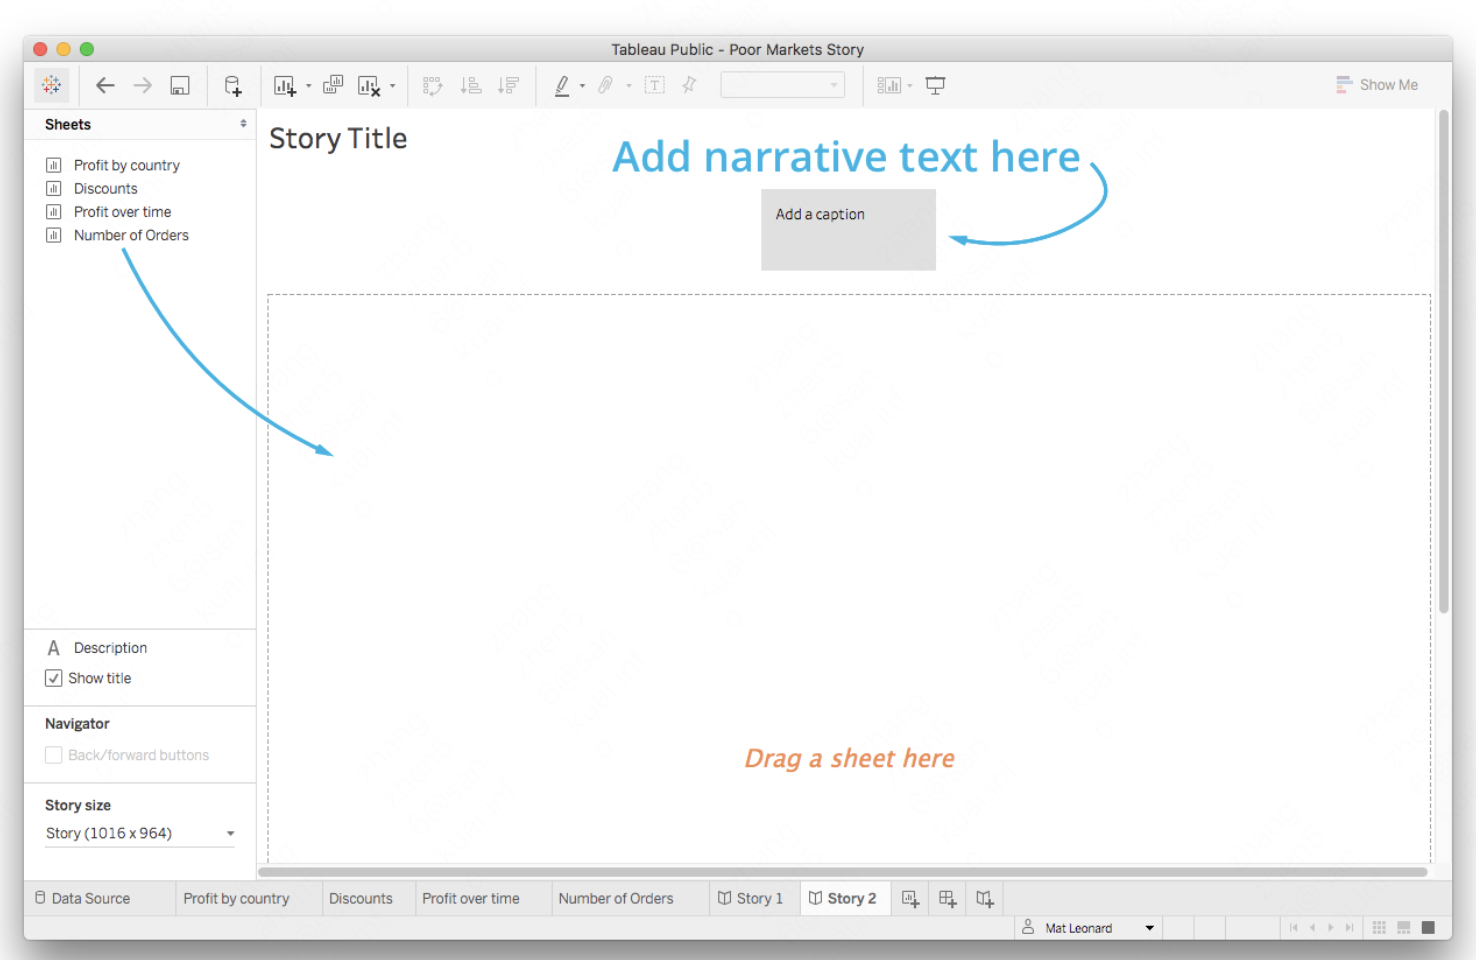 Tableau Public - Poor Markets Story
Show Me
Sheets
Profit by country
Discounts
Profit over time
Number of Orders
Story Title
Add narrative text here
Add a caption
Drag a sheet here
A Description
Show title
Navigator
Back/forward buttons
Story size
Story (1016 x 964)
Data Source Profit by country Discounts Profit over time Number of Orders Story 1 Story 2
Mat Leonard